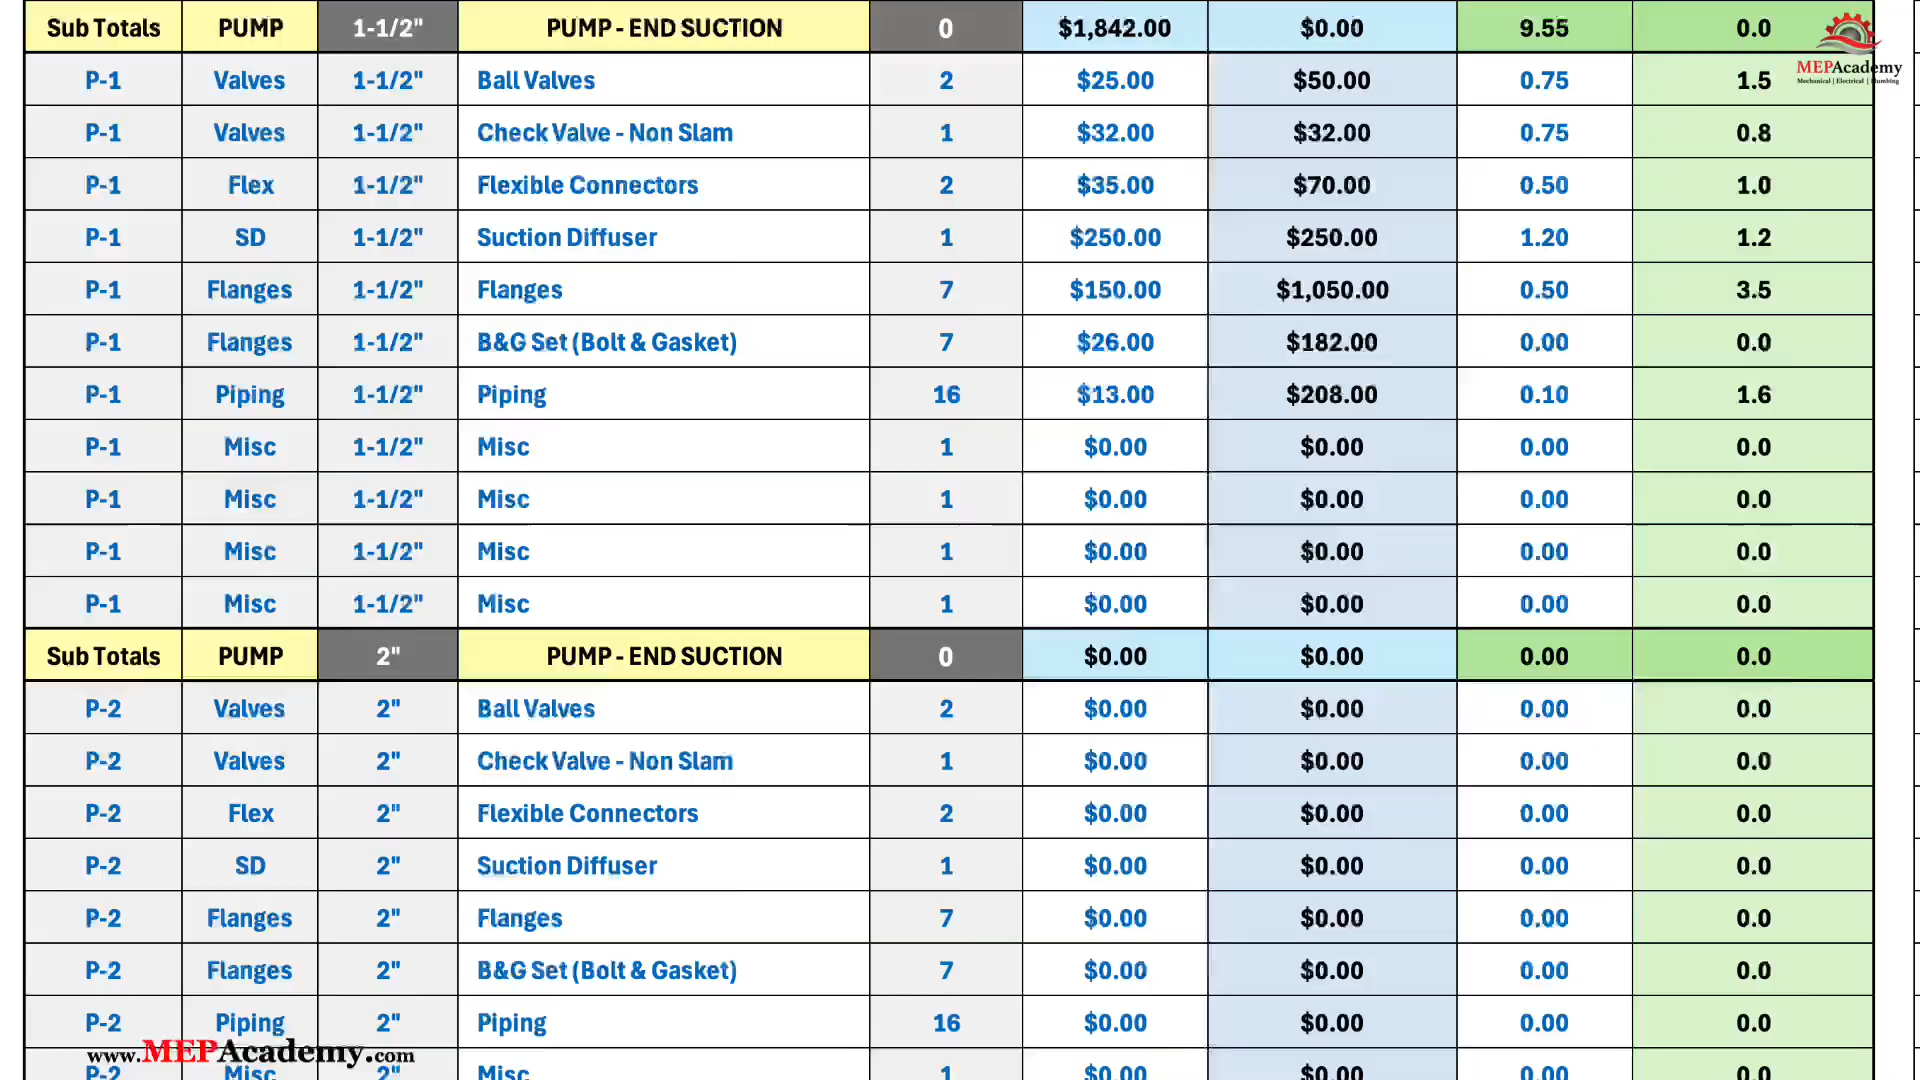 Sub Totals PUMP 1-1/2" PUMP - END SUCTION 0 $1,842.00 $0.00 9.55 0.0
MEPAcademy
Mechanical | Electrical | Plumbing
P-1 Valves 1-1/2" Ball Valves 2 $25.00 $50.00 0.75 1.5
P-1 Valves 1-1/2" Check Valve - Non Slam 1 $32.00 $32.00 0.75 0.8
P-1 Flex 1-1/2" Flexible Connectors 2 $35.00 $70.00 0.50 1.0
P-1 SD 1-1/2" Suction Diffuser 1 $250.00 $250.00 1.20 1.2
P-1 Flanges 1-1/2" Flanges 7 $150.00 $1,050.00 0.50 3.5
P-1 Flanges 1-1/2" B&G Set (Bolt & Gasket) 7 $26.00 $182.00 0.00 0.0
P-1 Piping 1-1/2" Piping 16 $13.00 $208.00 0.10 1.6
P-1 Misc 1-1/2" Misc 1 $0.00 $0.00 0.00 0.0
P-1 Misc 1-1/2" Misc 1 $0.00 $0.00 0.00 0.0
P-1 Misc 1-1/2" Misc 1 $0.00 $0.00 0.00 0.0
P-1 Misc 1-1/2" Misc 1 $0.00 $0.00 0.00 0.0
Sub Totals PUMP 2" PUMP - END SUCTION 0 $0.00 $0.00 0.00 0.0
P-2 Valves 2" Ball Valves 2 $0.00 $0.00 0.00 0.0
P-2 Valves 2" Check Valve - Non Slam 1 $0.00 $0.00 0.00 0.0
P-2 Flex 2" Flexible Connectors 2 $0.00 $0.00 0.00 0.0
P-2 SD 2" Suction Diffuser 1 $0.00 $0.00 0.00 0.0
P-2 Flanges 2" Flanges 7 $0.00 $0.00 0.00 0.0
P-2 Flanges 2" B&G Set (Bolt & Gasket) 7 $0.00 $0.00 0.00 0.0
P-2 Piping 2" Piping 16 $0.00 $0.00 0.00 0.0
www.MEPAcademy.com
P-2 Misc 2" Misc 1 $0.00 $0.00 0.00 0.0